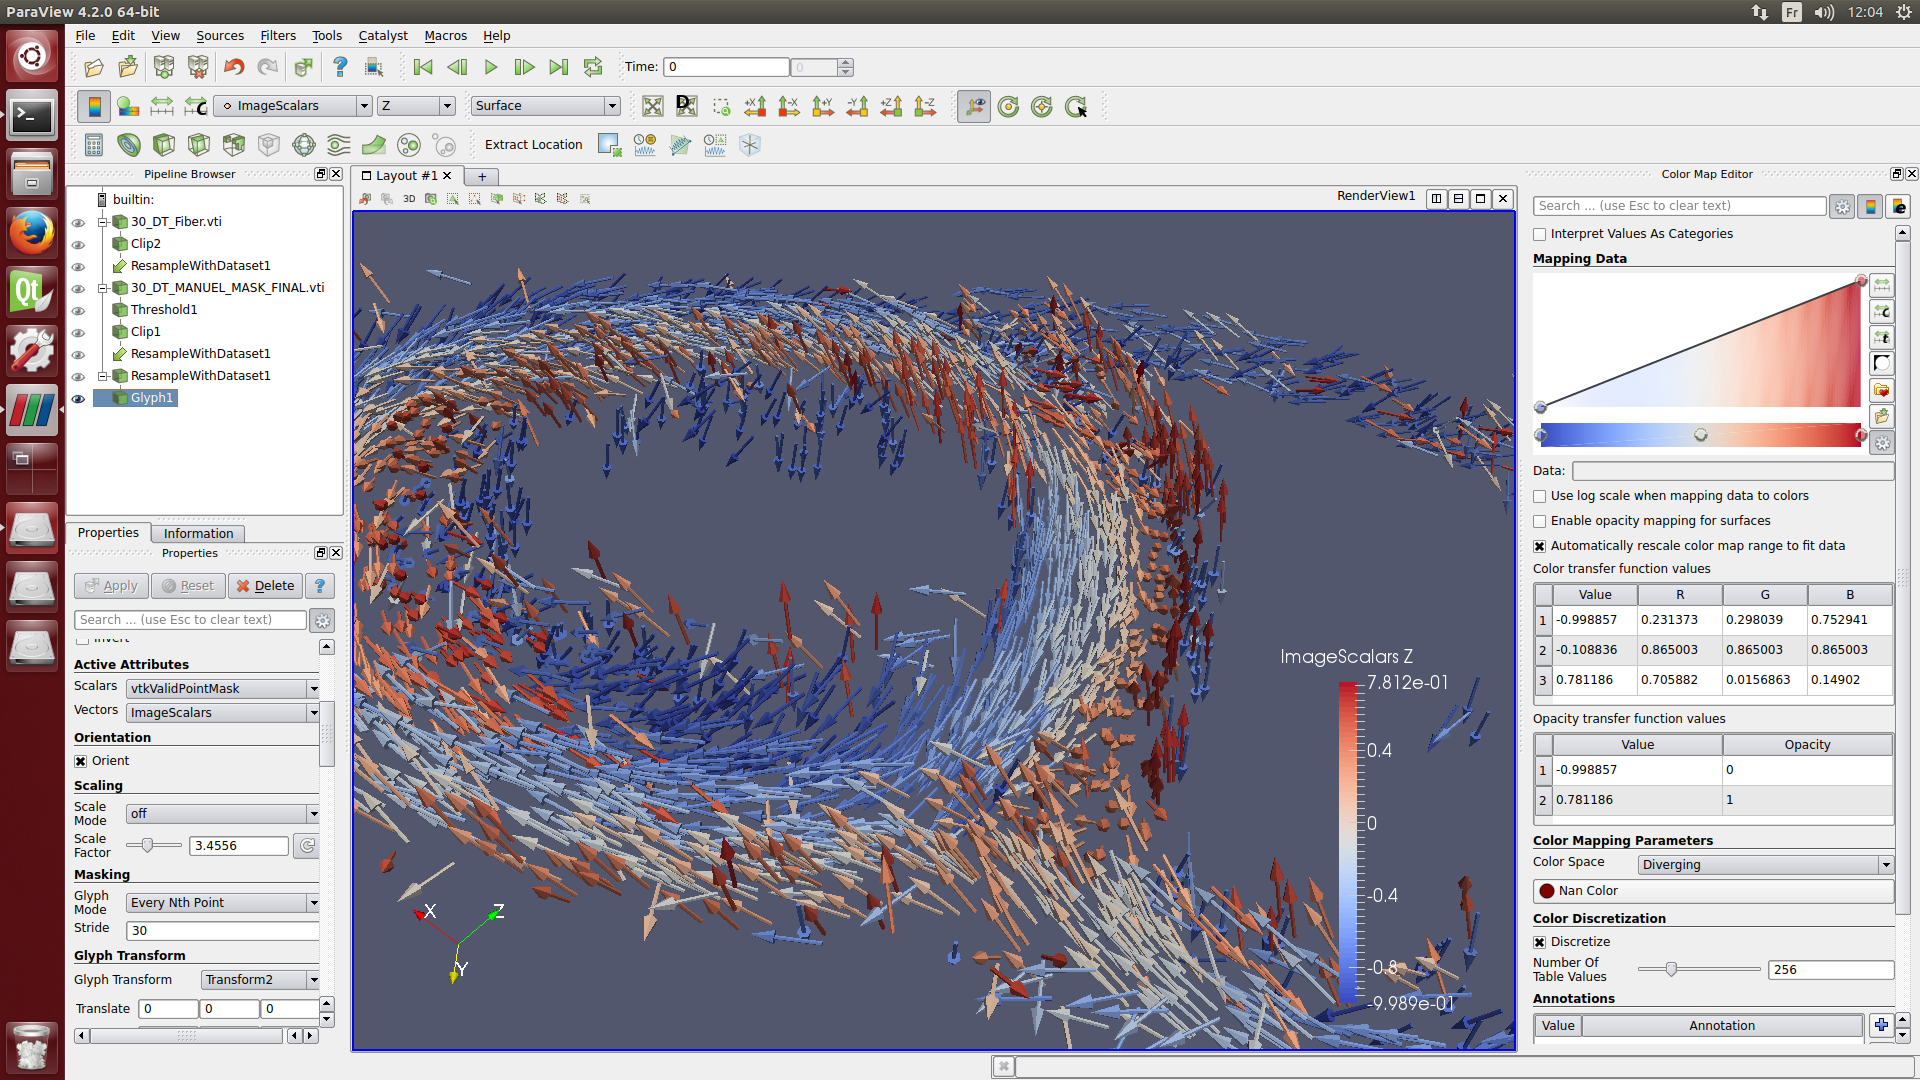 ParaView 4.2.0 64-bit
Fr
12:04
File Edit View Sources Filters Tools Catalyst Macros Help
Time: 0 0
ImageScalars Z Surface
+X -X +Y -Y +Z -Z
Extract Location
Pipeline Browser
builtin:
30_DT_Fiber.vti
Clip2
ResampleWithDataset1
30_DT_MANUEL_MASK_FINAL.vti
Threshold1
Clip1
ResampleWithDataset1
ResampleWithDataset1
Glyph1
Properties Information
Properties
Apply Reset Delete ?
Search ... (use Esc to clear text)
Invert
Active Attributes
Scalars vtkValidPointMask
Vectors ImageScalars
Orientation
Orient
Scaling
Scale Mode off
Scale Factor 3.4556
Masking
Glyph Mode Every Nth Point
Stride 30
Glyph Transform
Glyph Transform Transform2
Translate 0 0 0
Layout #1
+
3D
RenderView1
X
Z
Y
ImageScalars Z
7.812e-01
0.4
0
-0.4
-0.8
-9.989e-01
Color Map Editor
Search ... (use Esc to clear text)
Interpret Values As Categories
Mapping Data
Data:
Use log scale when mapping data to colors
Enable opacity mapping for surfaces
Automatically rescale color map range to fit data
Color transfer function values
Value R G B
1 -0.998857 0.231373 0.298039 0.752941
2 -0.108836 0.865003 0.865003 0.865003
3 0.781186 0.705882 0.0156863 0.14902
Opacity transfer function values
Value Opacity
1 -0.998857 0
2 0.781186 1
Color Mapping Parameters
Color Space Diverging
Nan Color
Color Discretization
Discretize
Number Of Table Values 256
Annotations
Value Annotation